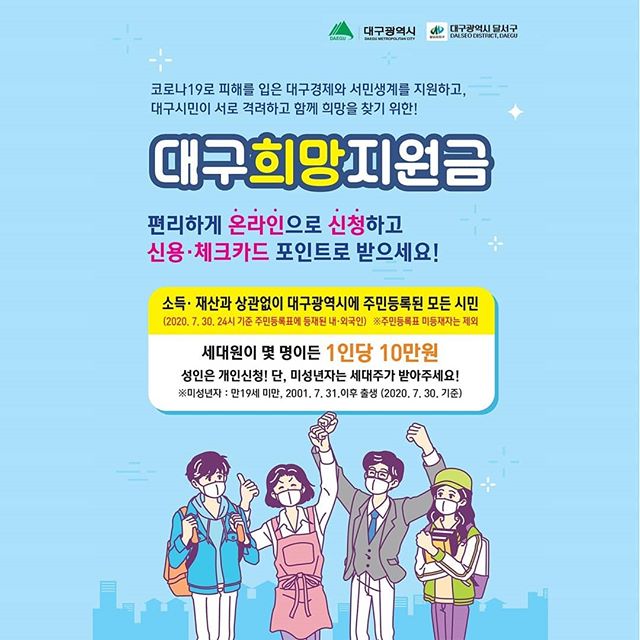 DAEGU
대구광역시
DAEGU METROPOLITAN CITY
대구광역시 달서구
DALSEO DISTRICT, DAEGU
코로나19로 피해를 입은 대구경제와 서민생계를 지원하고,
대구시민이 서로 격려하고 함께 희망을 찾기 위한!
대구희망지원금
편리하게 온라인으로 신청하고
신용·체크카드 포인트로 받으세요!
소득· 재산과 상관없이 대구광역시에 주민등록된 모든 시민
(2020. 7. 30. 24시 기준 주민등록표에 등재된 내·외국인) ※주민등록표 미등재자는 제외
세대원이 몇 명이든 1인당 10만원
성인은 개인신청! 단, 미성년자는 세대주가 받아주세요!
※미성년자 : 만19세 미만, 2001. 7. 31.이후 출생 (2020. 7. 30. 기준)